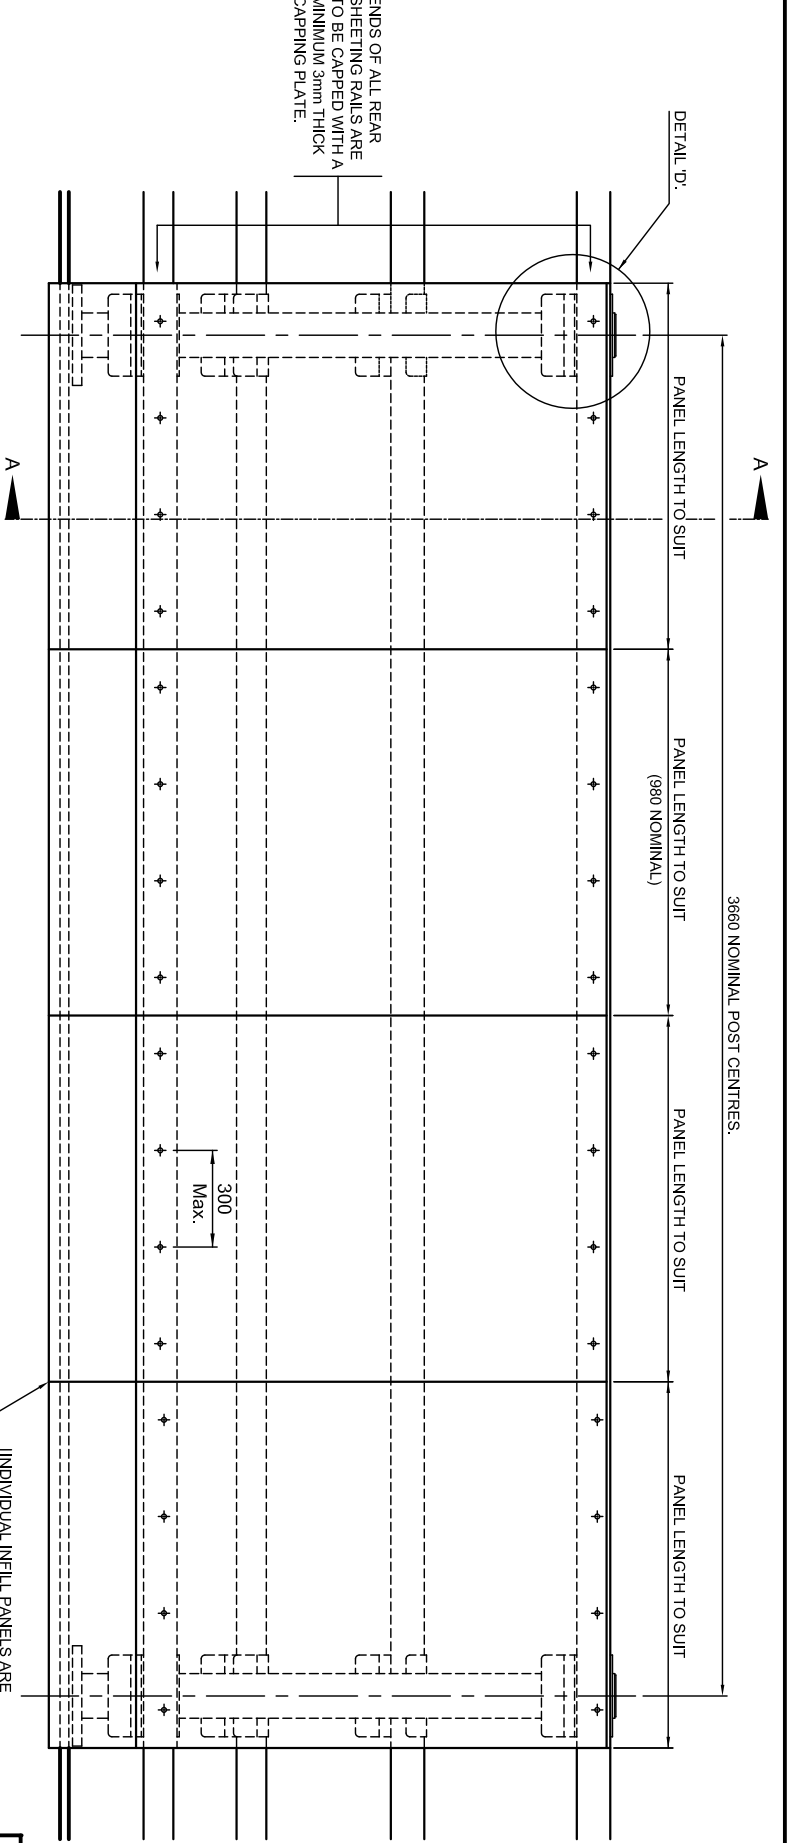 3660 NOMINAL POST CENTRES.
DETAIL 'D'.
PANEL LENGTH TO SUIT
PANEL LENGTH TO SUIT
(980 NOMINAL)
PANEL LENGTH TO SUIT
PANEL LENGTH TO SUIT
A
ENDS OF ALL REAR
SHEETING RAILS ARE
TO BE CAPPED WITH A
MINIMUM 3mm THICK
CAPPING PLATE.
300
Max.
A
INDIVIDUAL INFILL PANELS ARE